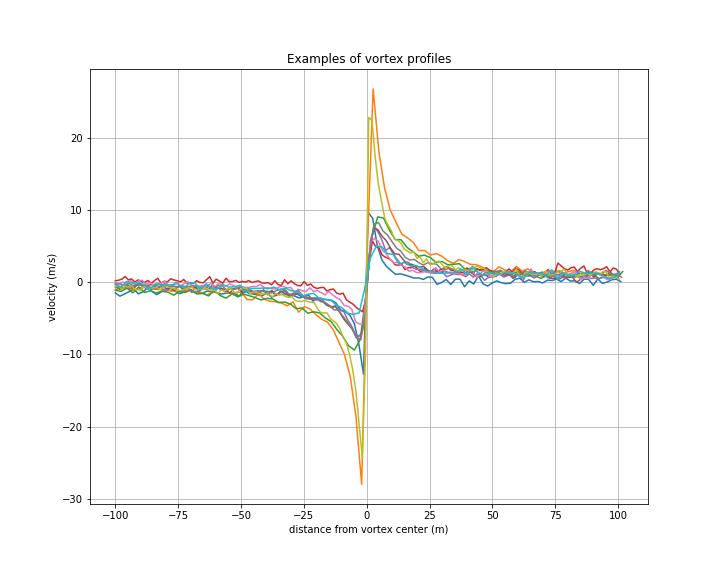 Examples of vortex profiles
velocity (m/s)
20
10
0
−10
−20
−30
−100 −75 −50 −25 0 25 50 75 100
distance from vortex center (m)